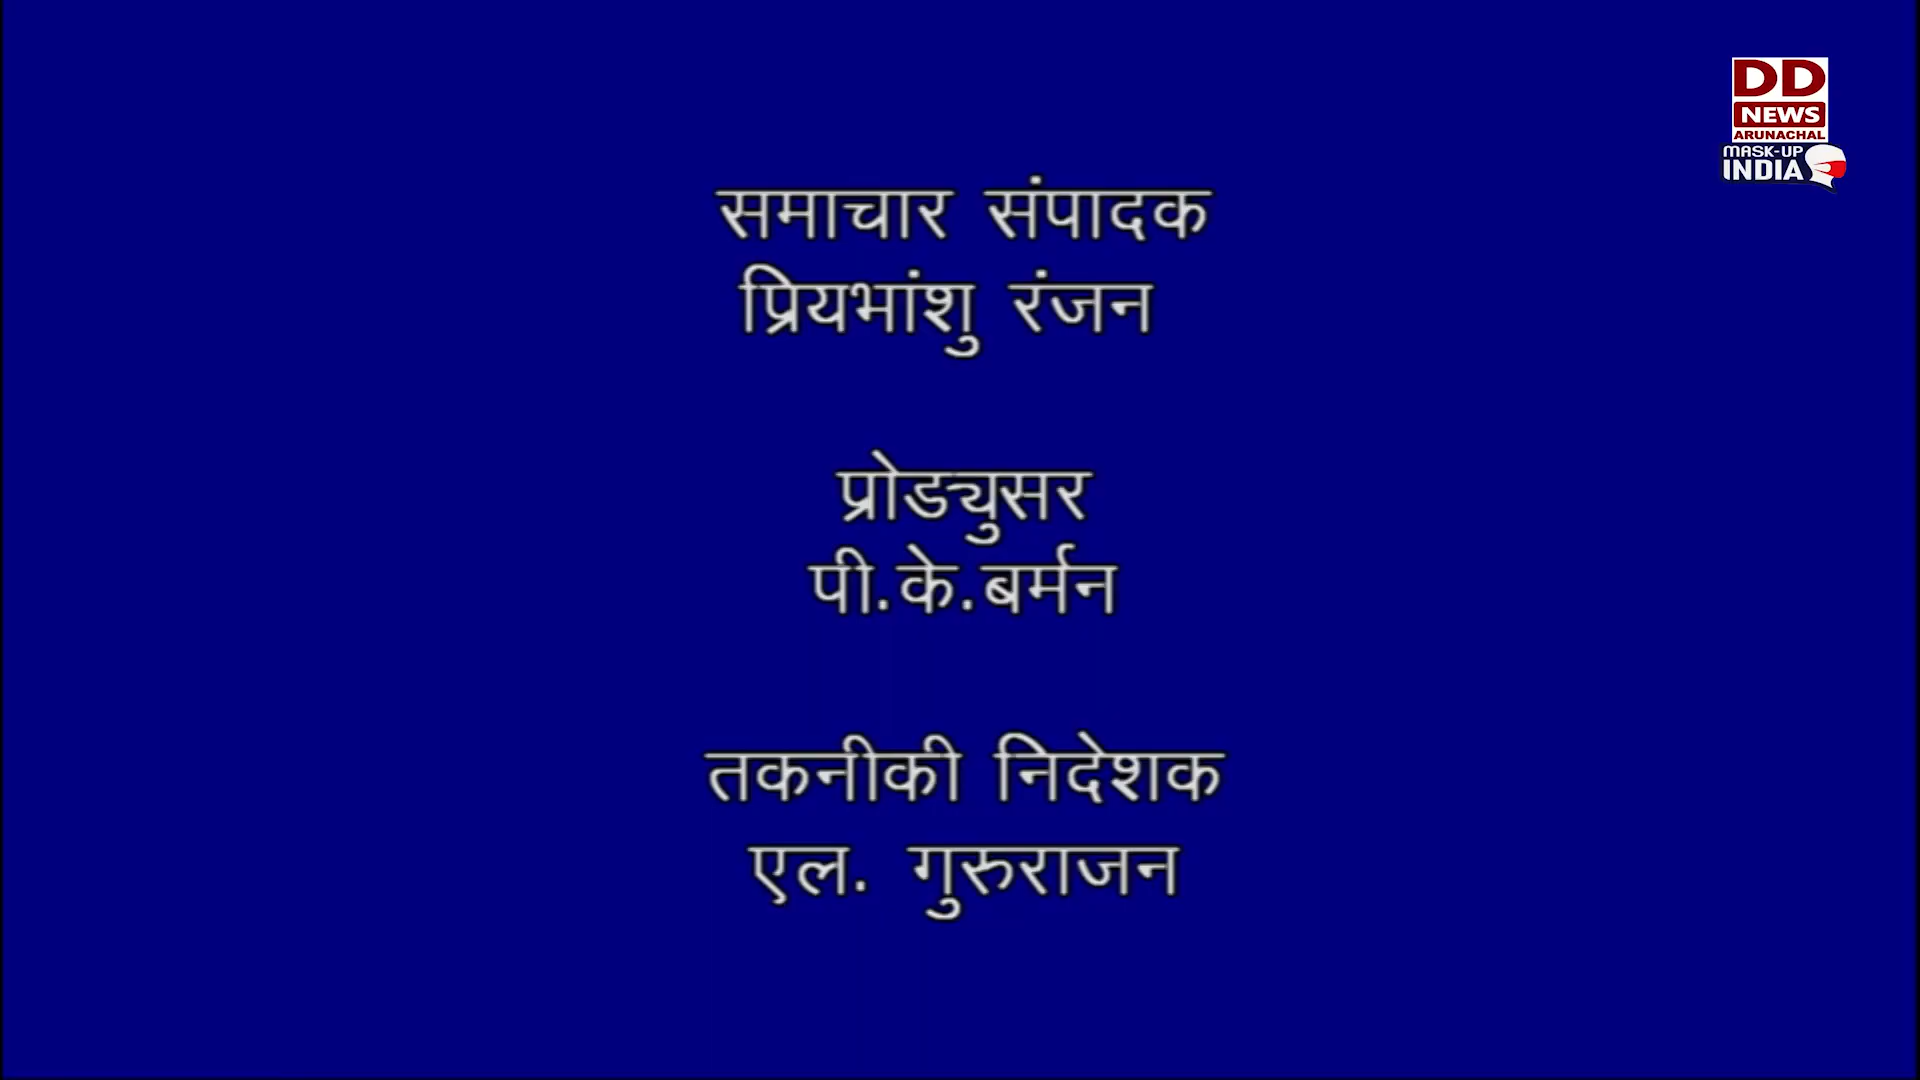 DD
NEWS
ARUNACHAL
MASK-UP
INDIA
समाचार संपादक
प्रियभांशु रंजन
प्रोड्युसर
पी.के.बर्मन
तकनीकी निदेशक
एल. गुरुराजन